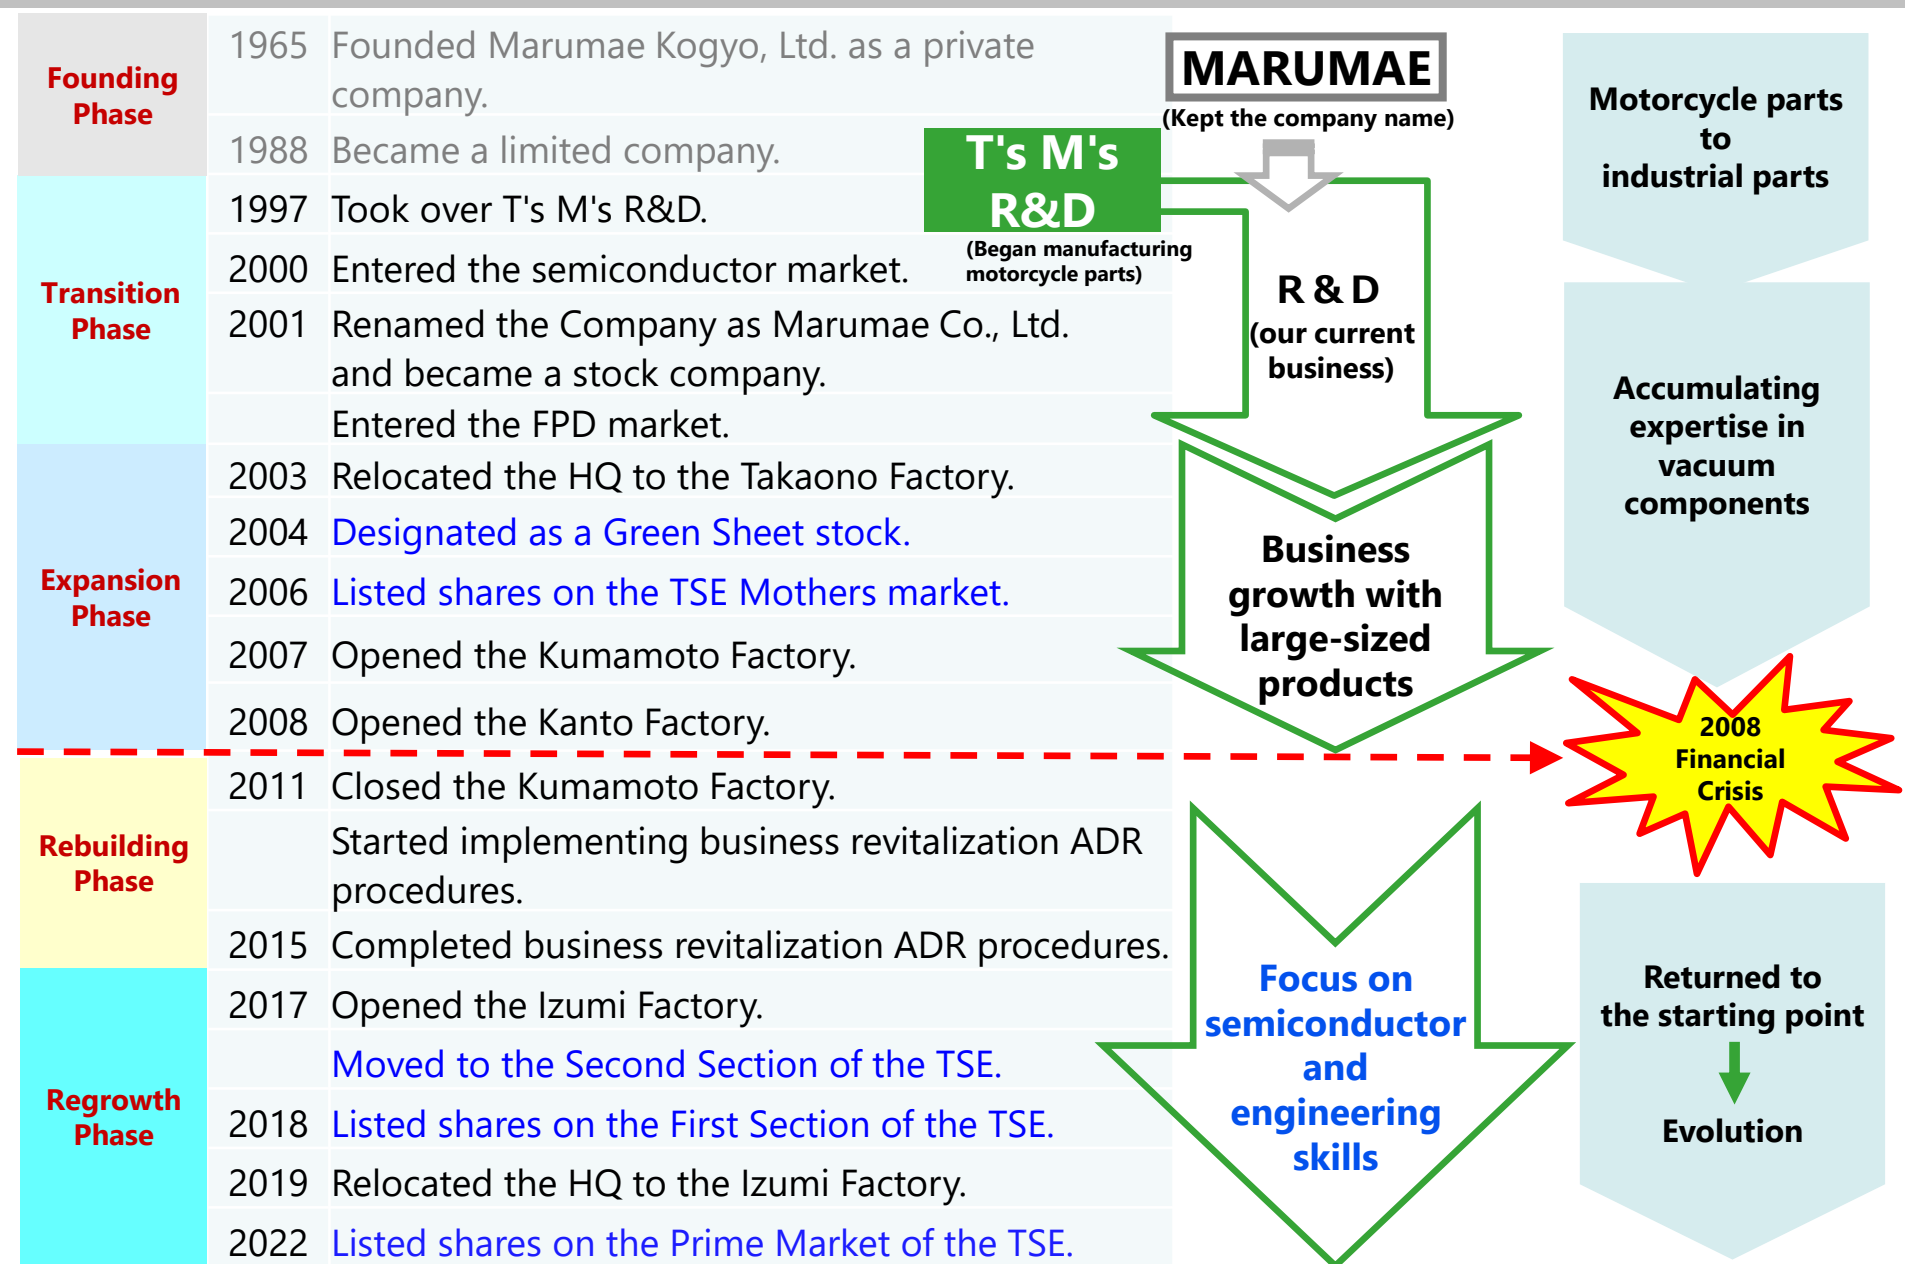 Founding
Phase
1965 Founded Marumae Kogyo, Ltd. as a private
company.
1988 Became a limited company.
Transition
Phase
1997 Took over T's M's R&D.
2000 Entered the semiconductor market.
2001 Renamed the Company as Marumae Co., Ltd.
and became a stock company.
Entered the FPD market.
Expansion
Phase
2003 Relocated the HQ to the Takaono Factory.
2004 Designated as a Green Sheet stock.
2006 Listed shares on the TSE Mothers market.
2007 Opened the Kumamoto Factory.
2008 Opened the Kanto Factory.
Rebuilding
Phase
2011 Closed the Kumamoto Factory.
Started implementing business revitalization ADR
procedures.
2015 Completed business revitalization ADR procedures.
Regrowth
Phase
2017 Opened the Izumi Factory.
Moved to the Second Section of the TSE.
2018 Listed shares on the First Section of the TSE.
2019 Relocated the HQ to the Izumi Factory.
2022 Listed shares on the Prime Market of the TSE.
MARUMAE
(Kept the company name)
T's M's
R&D
(Began manufacturing
motorcycle parts)
R & D
(our current
business)
Business
growth with
large-sized
products
Focus on
semiconductor
and
engineering
skills
Motorcycle parts
to
industrial parts
Accumulating
expertise in
vacuum
components
2008
Financial
Crisis
Returned to
the starting point
Evolution